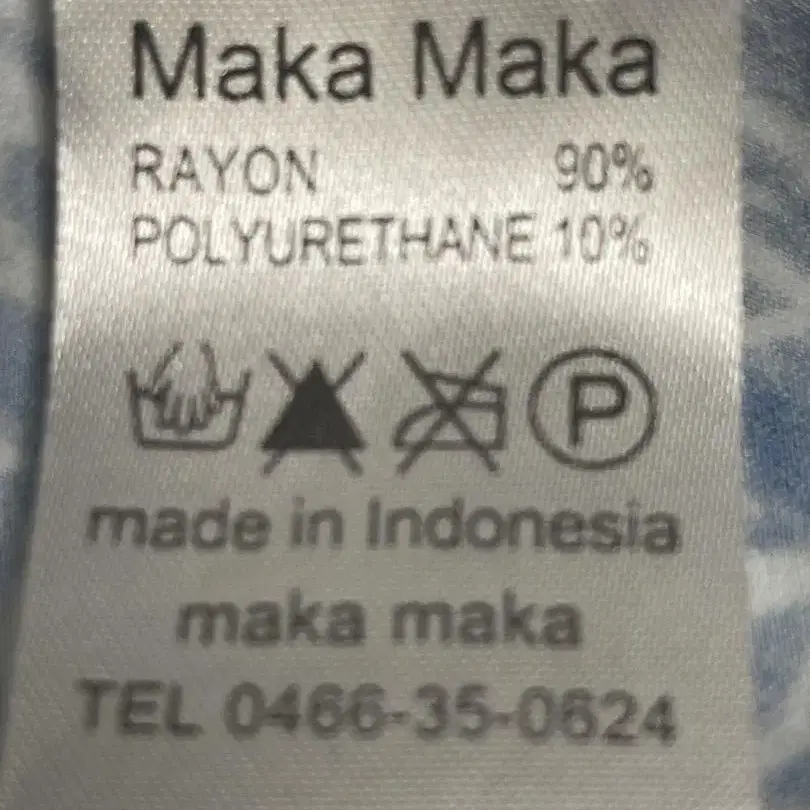 Maka Maka
RAYON 90%
POLYURETHANE 10%
P
made in Indonesia
maka maka
TEL 0466-35-0624